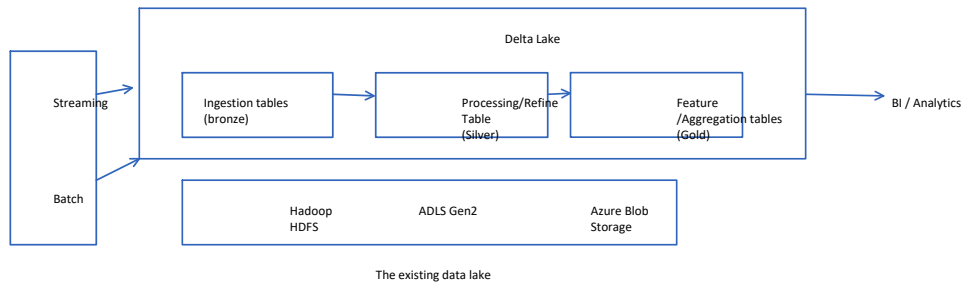 Delta Lake
Streaming
Batch
Ingestion tables
(bronze)
Processing/Refine
Table
(Silver)
Feature
/Aggregation tables
(Gold)
BI / Analytics
Hadoop
HDFS
ADLS Gen2
Azure Blob
Storage
The existing data lake